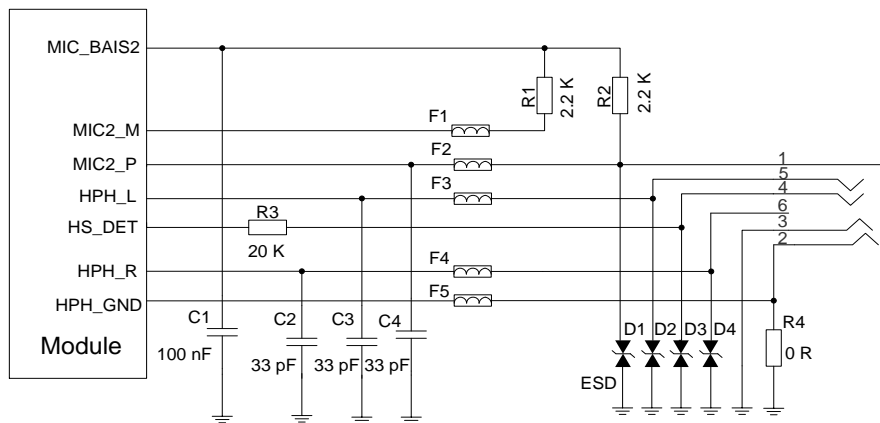 MIC_BAIS2
R1
2.2 K
R2
2.2 K
MIC2_M
F1
MIC2_P
F2
1
HPH_L
F3
5
4
HS_DET
R3
20 K
6
3
HPH_R
F4
2
HPH_GND
F5
C1
100 nF
C2
33 pF
C3
33 pF
C4
33 pF
D1
D2
D3
D4
R4
0 R
Module
ESD